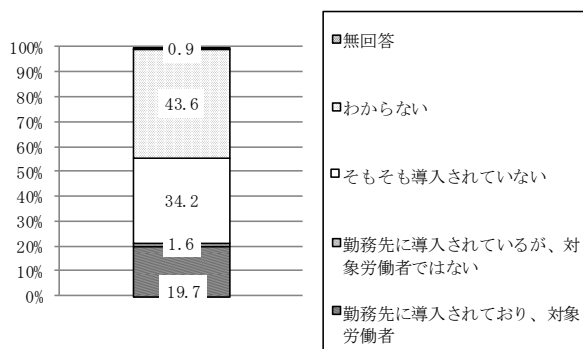 100%
90%
80%
70%
60%
50%
40%
30%
20%
10%
0%
0.9
43.6
34.2
1.6
19.7
無回答
わからない
そもそも導入されていない
勤務先に導入されているが、対
象労働者ではない
勤務先に導入されており、対象
労働者